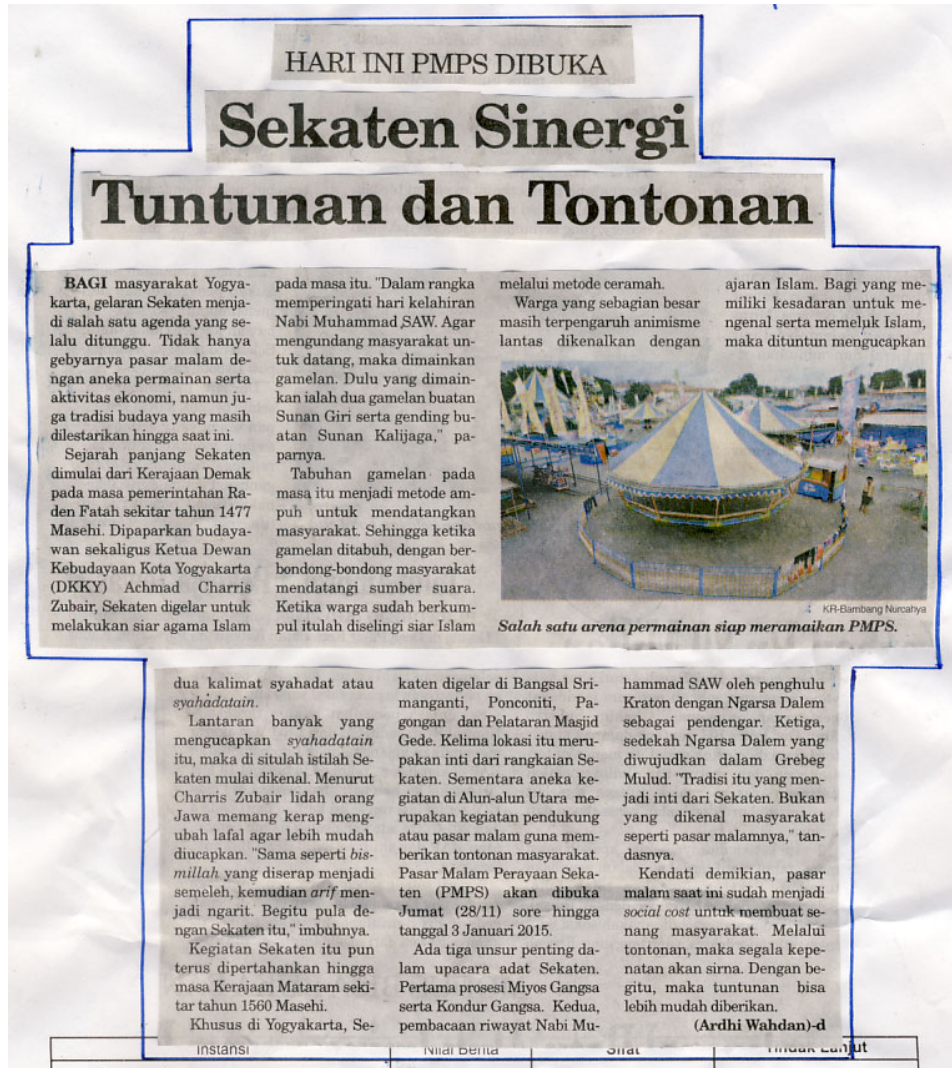 HARI INI PMPS DIBUKA
Sekaten Sinergi
Tuntunan dan Tontonan
BAGI masyarakat Yogya-
karta, gelaran Sekaten menja-
di salah satu agenda yang se-
lalu ditunggu. Tidak hanya
gebyarnya pasar malam de-
ngan aneka permainan serta
aktivitas ekonomi, namun ju-
ga tradisi budaya yang masih
dilestarikan hingga saat ini.
Sejarah panjang Sekaten
dimulai dari Kerajaan Demak
pada masa pemerintahan Ra-
den Fatah sekitar tahun 1477
Masehi. Dipaparkan budaya-
wan sekaligus Ketua Dewan
Kebudayaan Kota Yogyakarta
(DKKY) Achmad Charris
Zubair, Sekaten digelar untuk
melakukan siar agama Islam
pada masa itu. "Dalam rangka
memperingati hari kelahiran
Nabi Muhammad SAW. Agar
mengundang masyarakat un-
tuk datang, maka dimainkan
gamelan. Dulu yang dimain-
kan ialah dua gamelan buatan
Sunan Giri serta gending bu-
atan Sunan Kalijaga," pa-
parnya.
Tabuhan gamelan pada
masa itu menjadi metode am-
puh untuk mendatangkan
masyarakat. Sehingga ketika
gamelan ditabuh, dengan ber-
bondong-bondong masyarakat
mendatangi sumber suara.
Ketika warga sudah berkum-
pul itulah diselingi siar Islam
melalui metode ceramah.
Warga yang sebagian besar
masih terpengaruh animisme
lantas dikenalkan dengan
ajaran Islam. Bagi yang me-
miliki kesadaran untuk me-
ngenal serta memeluk Islam,
maka dituntun mengucapkan
KR-Bambang Nurcahya
Salah satu arena permainan siap meramaikan PMPS.
dua kalimat syahadat atau
syahadatain.
Lantaran banyak yang
mengucapkan syahadatain
itu, maka di situlah istilah Se-
katen mulai dikenal. Menurut
Charris Zubair lidah orang
Jawa memang kerap meng-
ubah lafal agar lebih mudah
diucapkan. "Sama seperti bis-
millah yang diserap menjadi
semeleh, kemudian arif men-
jadi ngarit. Begitu pula de-
ngan Sekaten itu," imbuhnya.
Kegiatan Sekaten itu pun
terus dipertahankan hingga
masa Kerajaan Mataram seki-
tar tahun 1560 Masehi.
Khusus di Yogyakarta, Se-
katen digelar di Bangsal Sri-
manganti, Ponconiti, Pa-
gongan dan Pelataran Masjid
Gede. Kelima lokasi itu meru-
pakan inti dari rangkaian Se-
katen. Sementara aneka ke-
giatan di Alun-alun Utara me-
rupakan kegiatan pendukung
atau pasar malam guna mem-
berikan tontonan masyarakat.
Pasar Malam Perayaan Seka-
ten (PMPS) akan dibuka
Jumat (28/11) sore hingga
tanggal 3 Januari 2015.
Ada tiga unsur penting da-
lam upacara adat Sekaten.
Pertama prosesi Miyos Gangsa
serta Kondur Gangsa. Kedua,
pembacaan riwayat Nabi Mu-
hammad SAW oleh penghulu
Kraton dengan Ngarsa Dalem
sebagai pendengar. Ketiga,
sedekah Ngarsa Dalem yang
diwujudkan dalam Grebeg
Mulud. "Tradisi itu yang men-
jadi inti dari Sekaten. Bukan
yang dikenal masyarakat
seperti pasar malamnya," tan-
dasnya.
Kendati demikian, pasar
malam saat ini sudah menjadi
social cost untuk membuat se-
nang masyarakat. Melalui
tontonan, maka segala kepe-
natan akan sirna. Dengan be-
gitu, maka tuntunan bisa
lebih mudah diberikan.
(Ardhi Wahdan)-d
Instansi Nilai Berita Sifat Tindak Lanjut